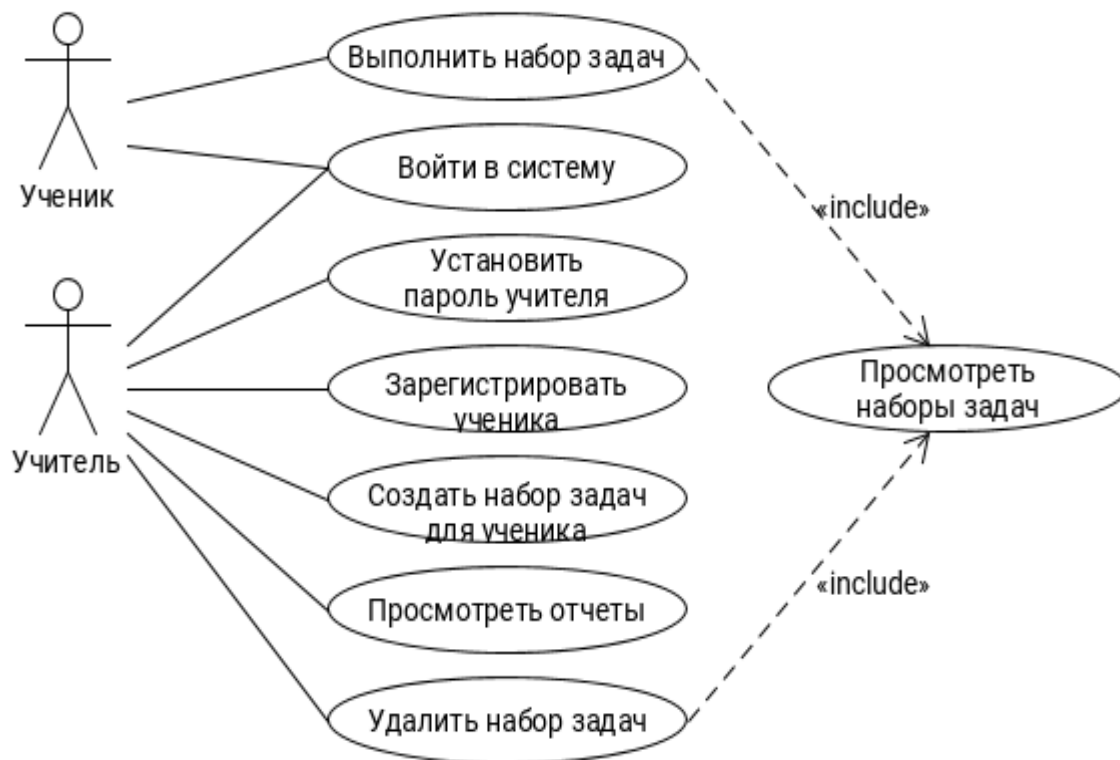 Выполнить набор задач
Войти в систему
Ученик
«include»
Установить
пароль учителя
Зарегистрировать
ученика
Просмотреть
наборы задач
Учитель
Создать набор задач
для ученика
«include»
Просмотреть отчеты
Удалить набор задач